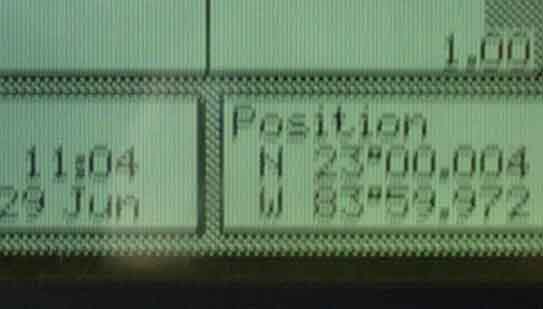 1.00
11:04
29 Jun
Position
N 23°00.004
W 83°59.972